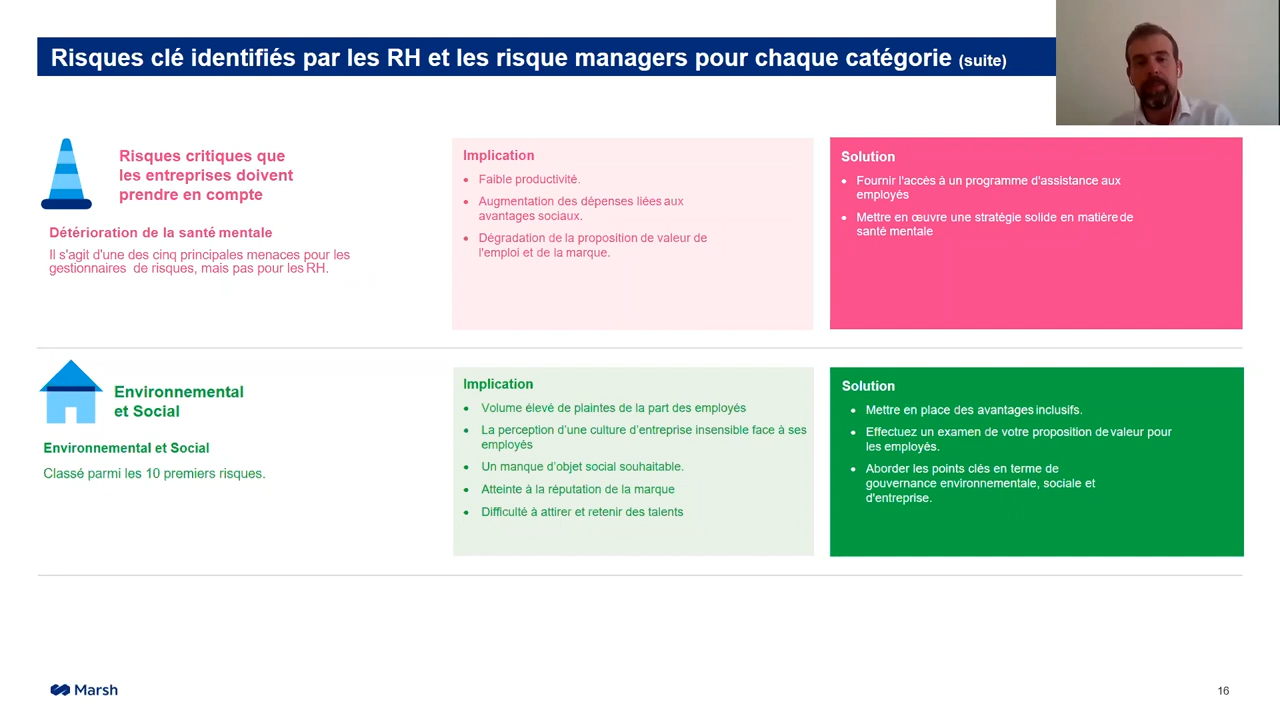 Risques clé identifiés par les RH et les risque managers pour chaque catégorie (suite)
Risques critiques que
les entreprises doivent
prendre en compte
Détérioration de la santé mentale
Il s'agit d'une des cinq principales menaces pour les
gestionnaires de risques, mais pas pour les RH.
Implication
• Faible productivité.
• Augmentation des dépenses liées aux
avantages sociaux.
• Dégradation de la proposition de valeur de
l'emploi et de la marque.
Solution
• Fournir l'accès à un programme d'assistance aux
employés
• Mettre en œuvre une stratégie solide en matière de
santé mentale
Environnemental
et Social
Environnemental et Social
Classé parmi les 10 premiers risques.
Implication
• Volume élevé de plaintes de la part des employés
• La perception d’une culture d’entreprise insensible face à ses
employés
• Un manque d’objet social souhaitable.
• Atteinte à la réputation de la marque
• Difficulté à attirer et retenir des talents
Solution
• Mettre en place des avantages inclusifs.
• Effectuez un examen de votre proposition de valeur pour
les employés.
• Aborder les points clés en terme de
gouvernance environnementale, sociale et
d'entreprise.
Marsh
16